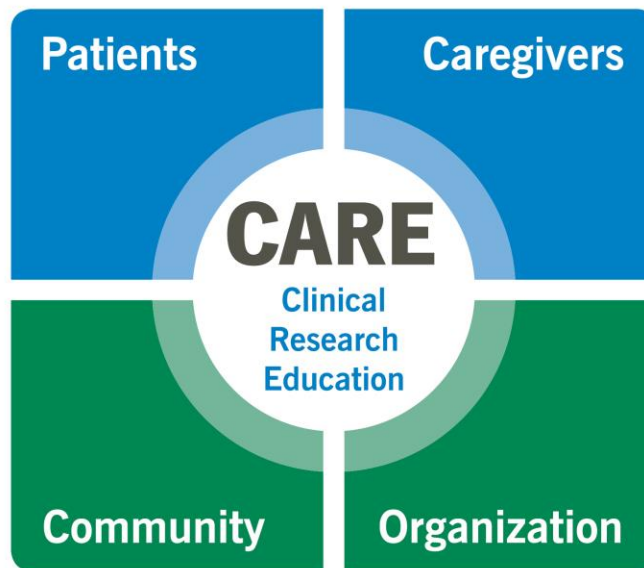 Patients
Caregivers
CARE
Clinical
Research
Education
Community
Organization